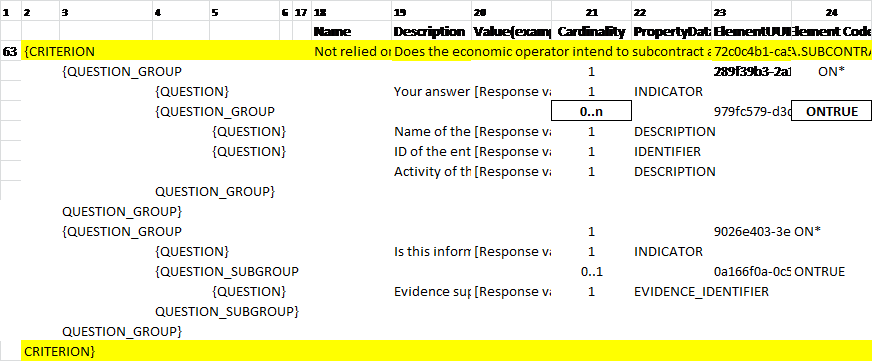 1 2 3 4 5 6 17 18 19 20 21 22 23 24
Name Description Value(examp Cardinality PropertyDat ElementUUI Element Code
63 {CRITERION Not relied on Does the economic operator intend to subcontract a 72c0c4b1-ca5 A.SUBCONTRA
{QUESTION_GROUP 1 289f39b3-2a1 ON*
{QUESTION} Your answer [Response va 1 INDICATOR
{QUESTION_GROUP 0..n 979fc579-d3c ONTRUE
{QUESTION} Name of the [Response va 1 DESCRIPTION
{QUESTION} ID of the ent [Response va 1 IDENTIFIER
Activity of th [Response va 1 DESCRIPTION
QUESTION_GROUP}
QUESTION_GROUP}
{QUESTION_GROUP 1 9026e403-3e ON*
{QUESTION} Is this inform [Response va 1 INDICATOR
{QUESTION_SUBGROUP 0..1 0a166f0a-0c5 ONTRUE
{QUESTION} Evidence sup [Response va 1 EVIDENCE_IDENTIFIER
QUESTION_SUBGROUP}
QUESTION_GROUP}
CRITERION}